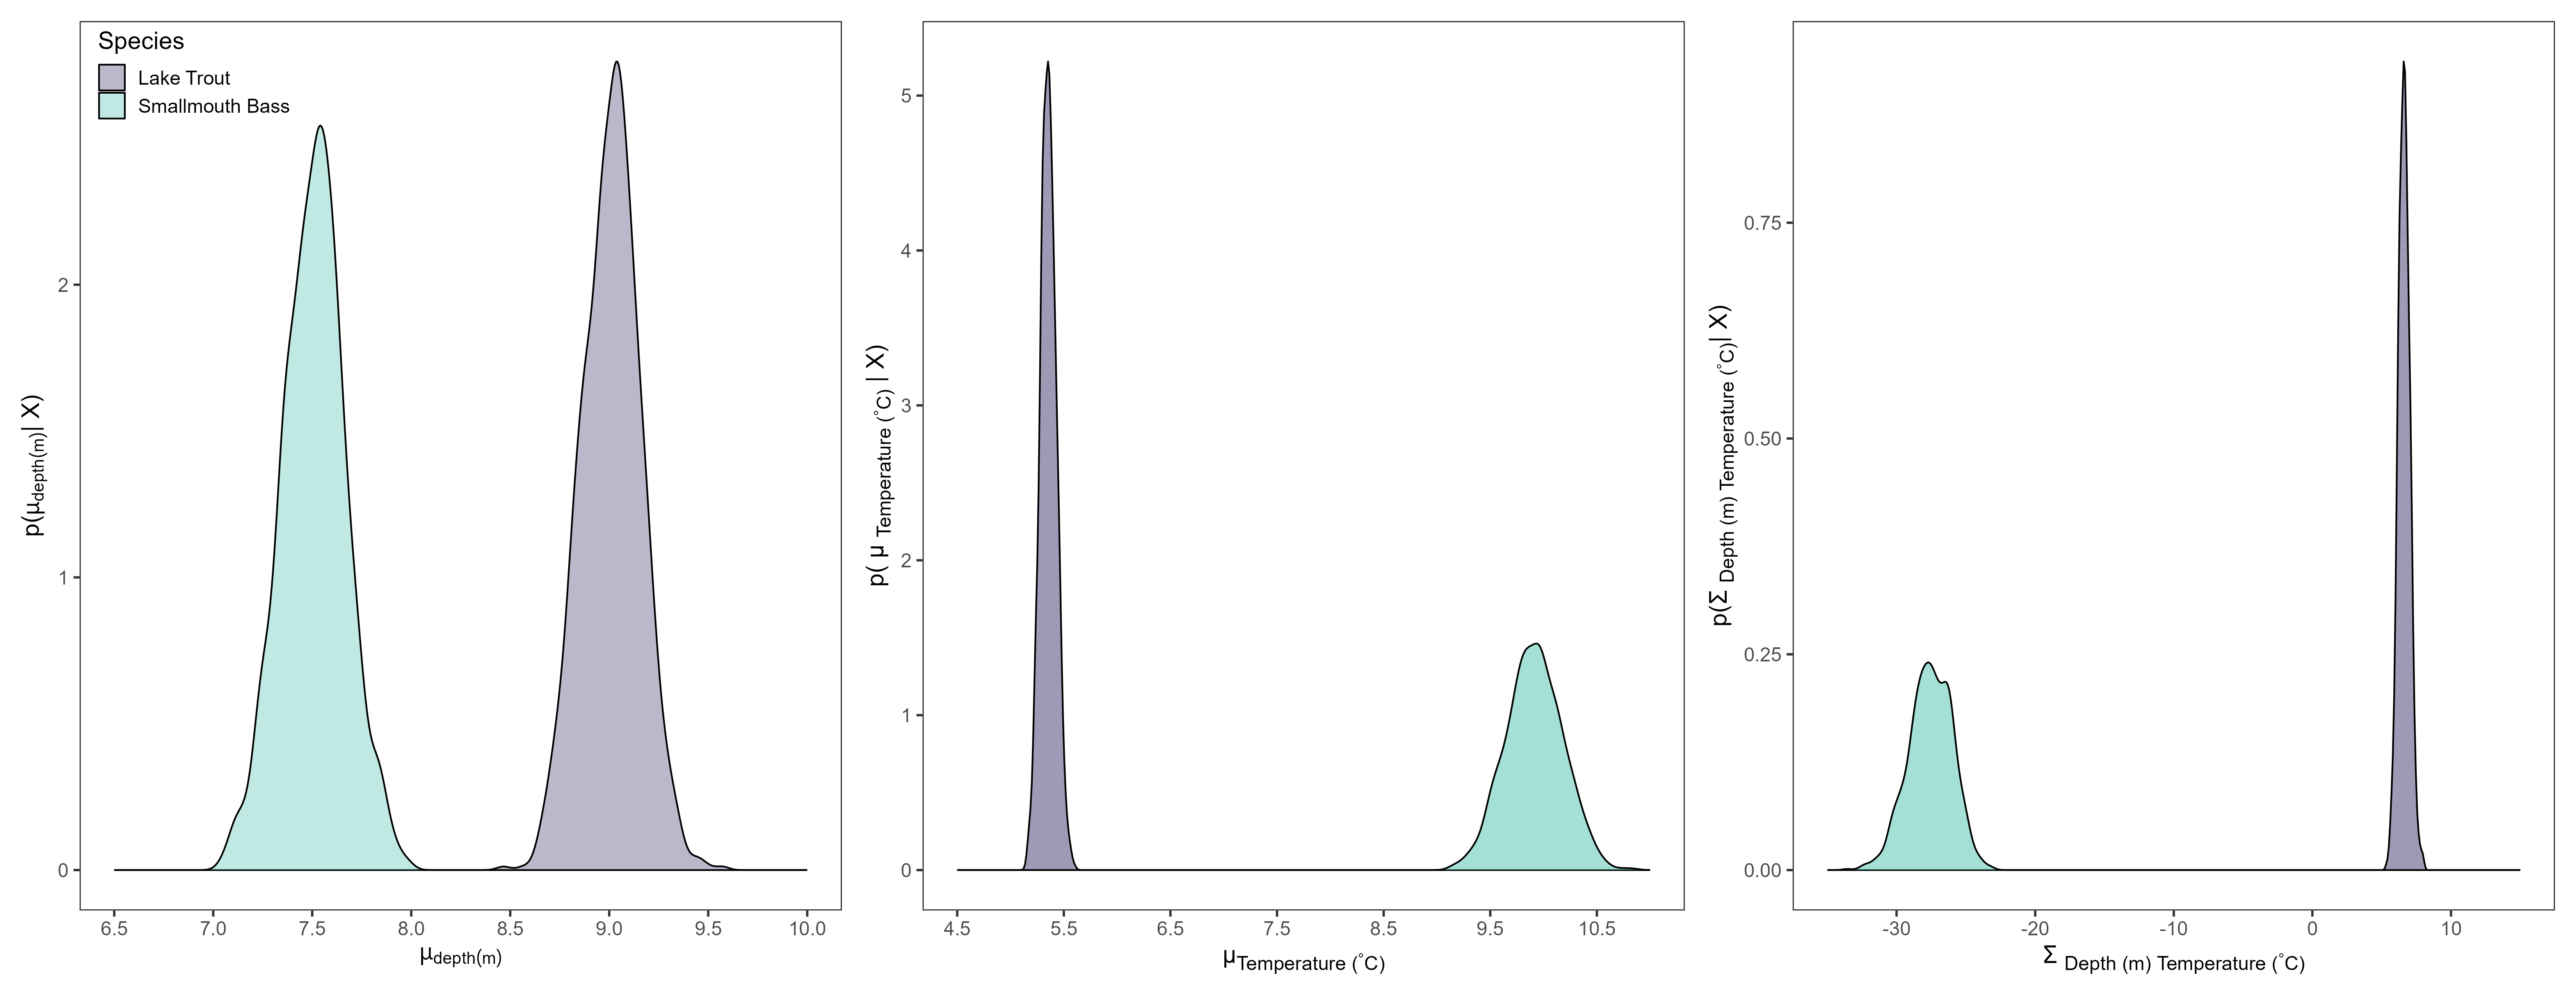 Species
Lake Trout
Smallmouth Bass
p(μdepth(m)| X)
2
1
0
6.5 7.0 7.5 8.0 8.5 9.0 9.5 10.0
μdepth(m)
p( μ Temperature (°C) | X)
5
4
3
2
1
0
4.5 5.5 6.5 7.5 8.5 9.5 10.5
μTemperature (°C)
p(Σ Depth (m) Temperature (°C)| X)
0.75
0.50
0.25
0.00
-30 -20 -10 0 10
Σ Depth (m) Temperature (°C)